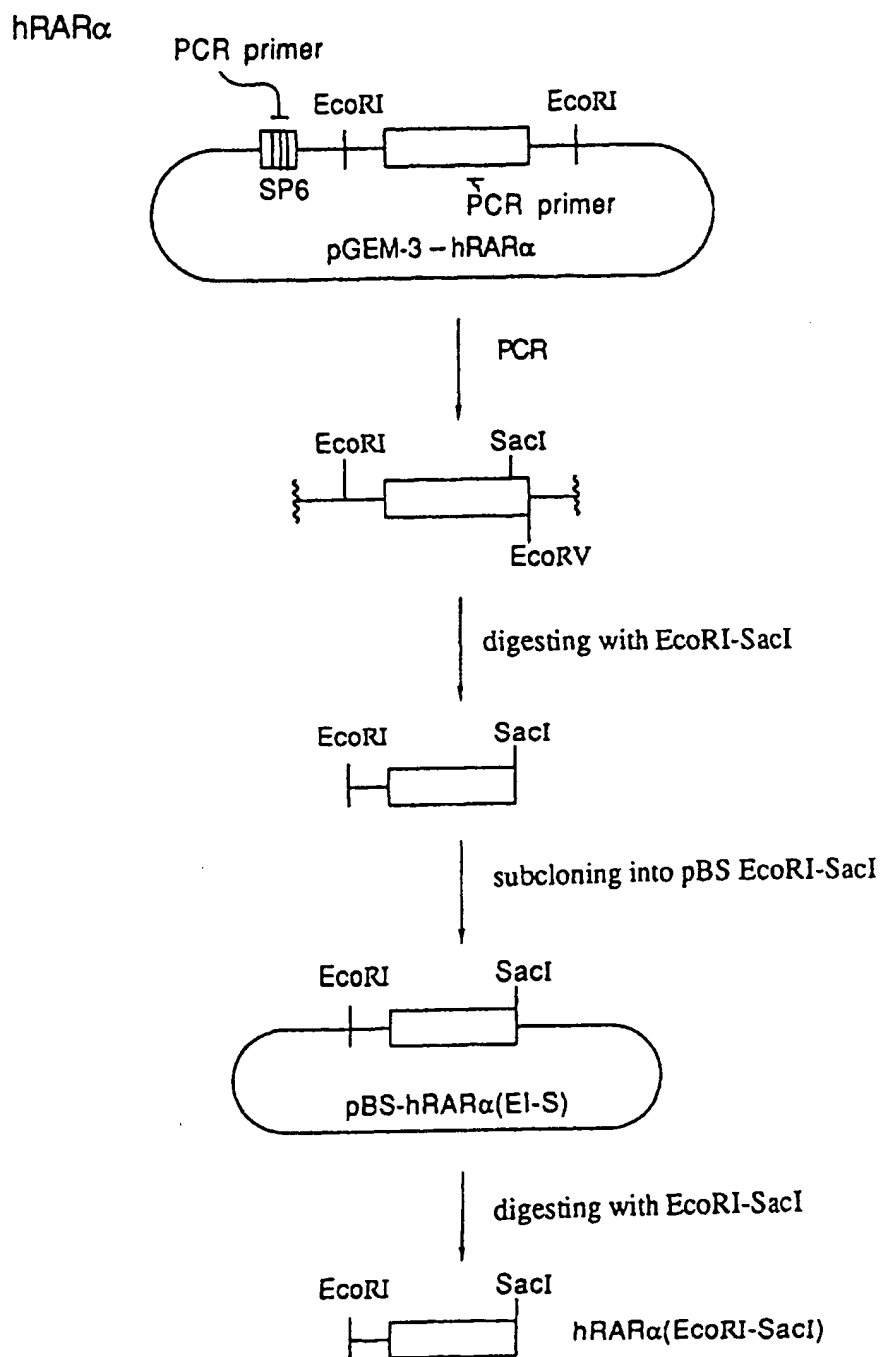 hRARα
PCR primer
EcoRI
EcoRI
SP6
PCR primer
pGEM-3 – hRARα
PCR
EcoRI
SacI
EcoRV
digesting with EcoRI-SacI
EcoRI
SacI
subcloning into pBS EcoRI-SacI
EcoRI
SacI
pBS-hRARα(EI-S)
digesting with EcoRI-SacI
EcoRI
SacI
hRARα(EcoRI-SacI)